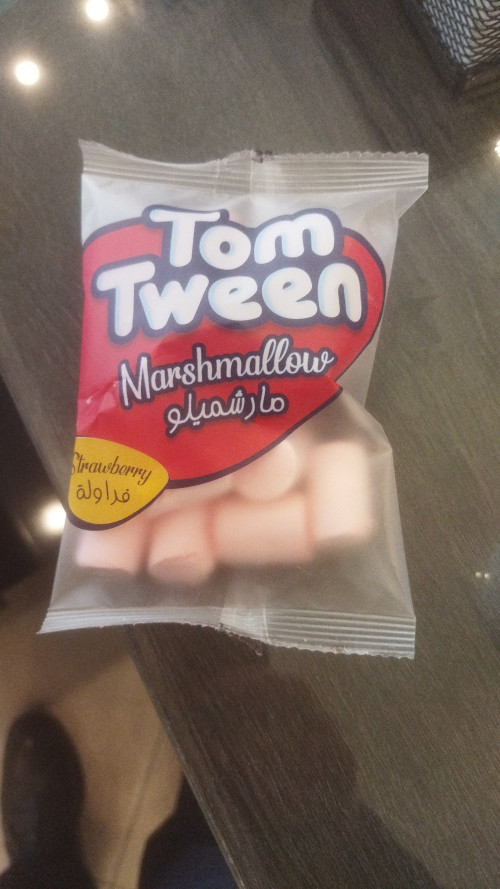 Tom
Tween
Marshmallow
مارشميلو
Strawberry
فراولة